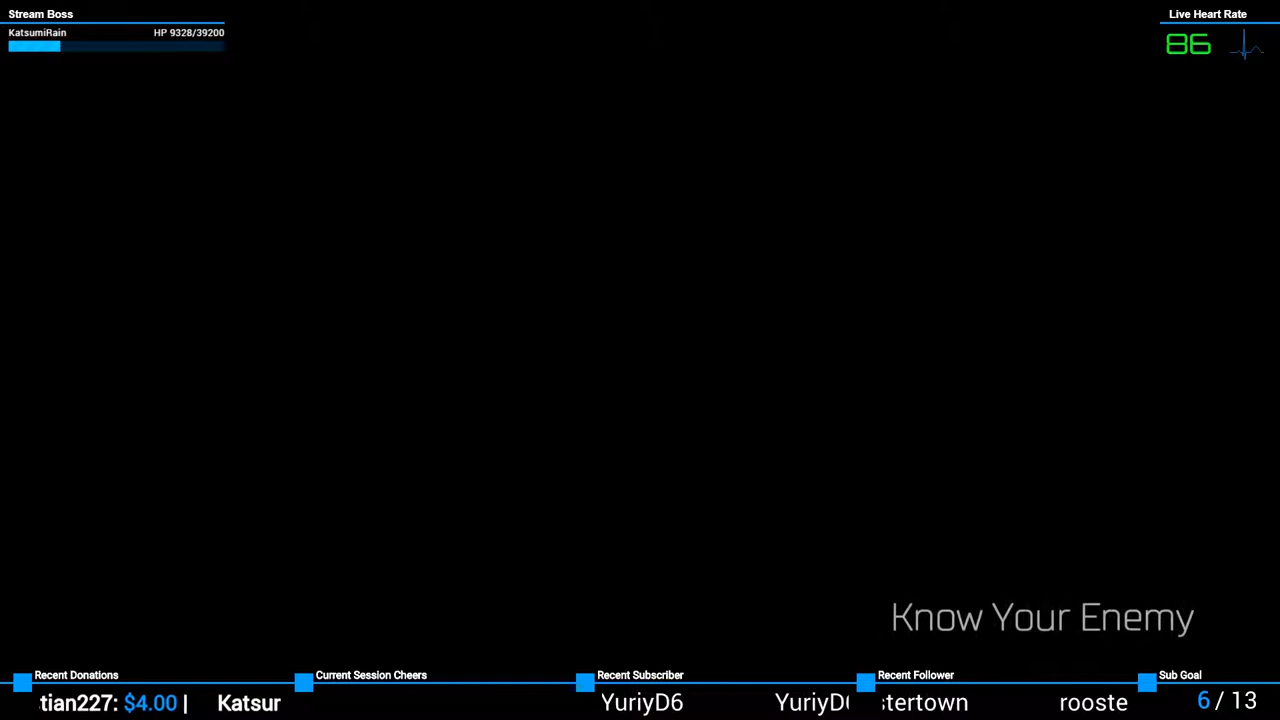 Stream Boss
KatsumiRain HP 9328/39200
Live Heart Rate
86
Know Your Enemy
Recent Donations
tian227: $4.00 | Katsur
Current Session Cheers
Recent Subscriber
YuriyD6 YuriyD
Recent Follower
stertown rooste
Sub Goal
6 / 13